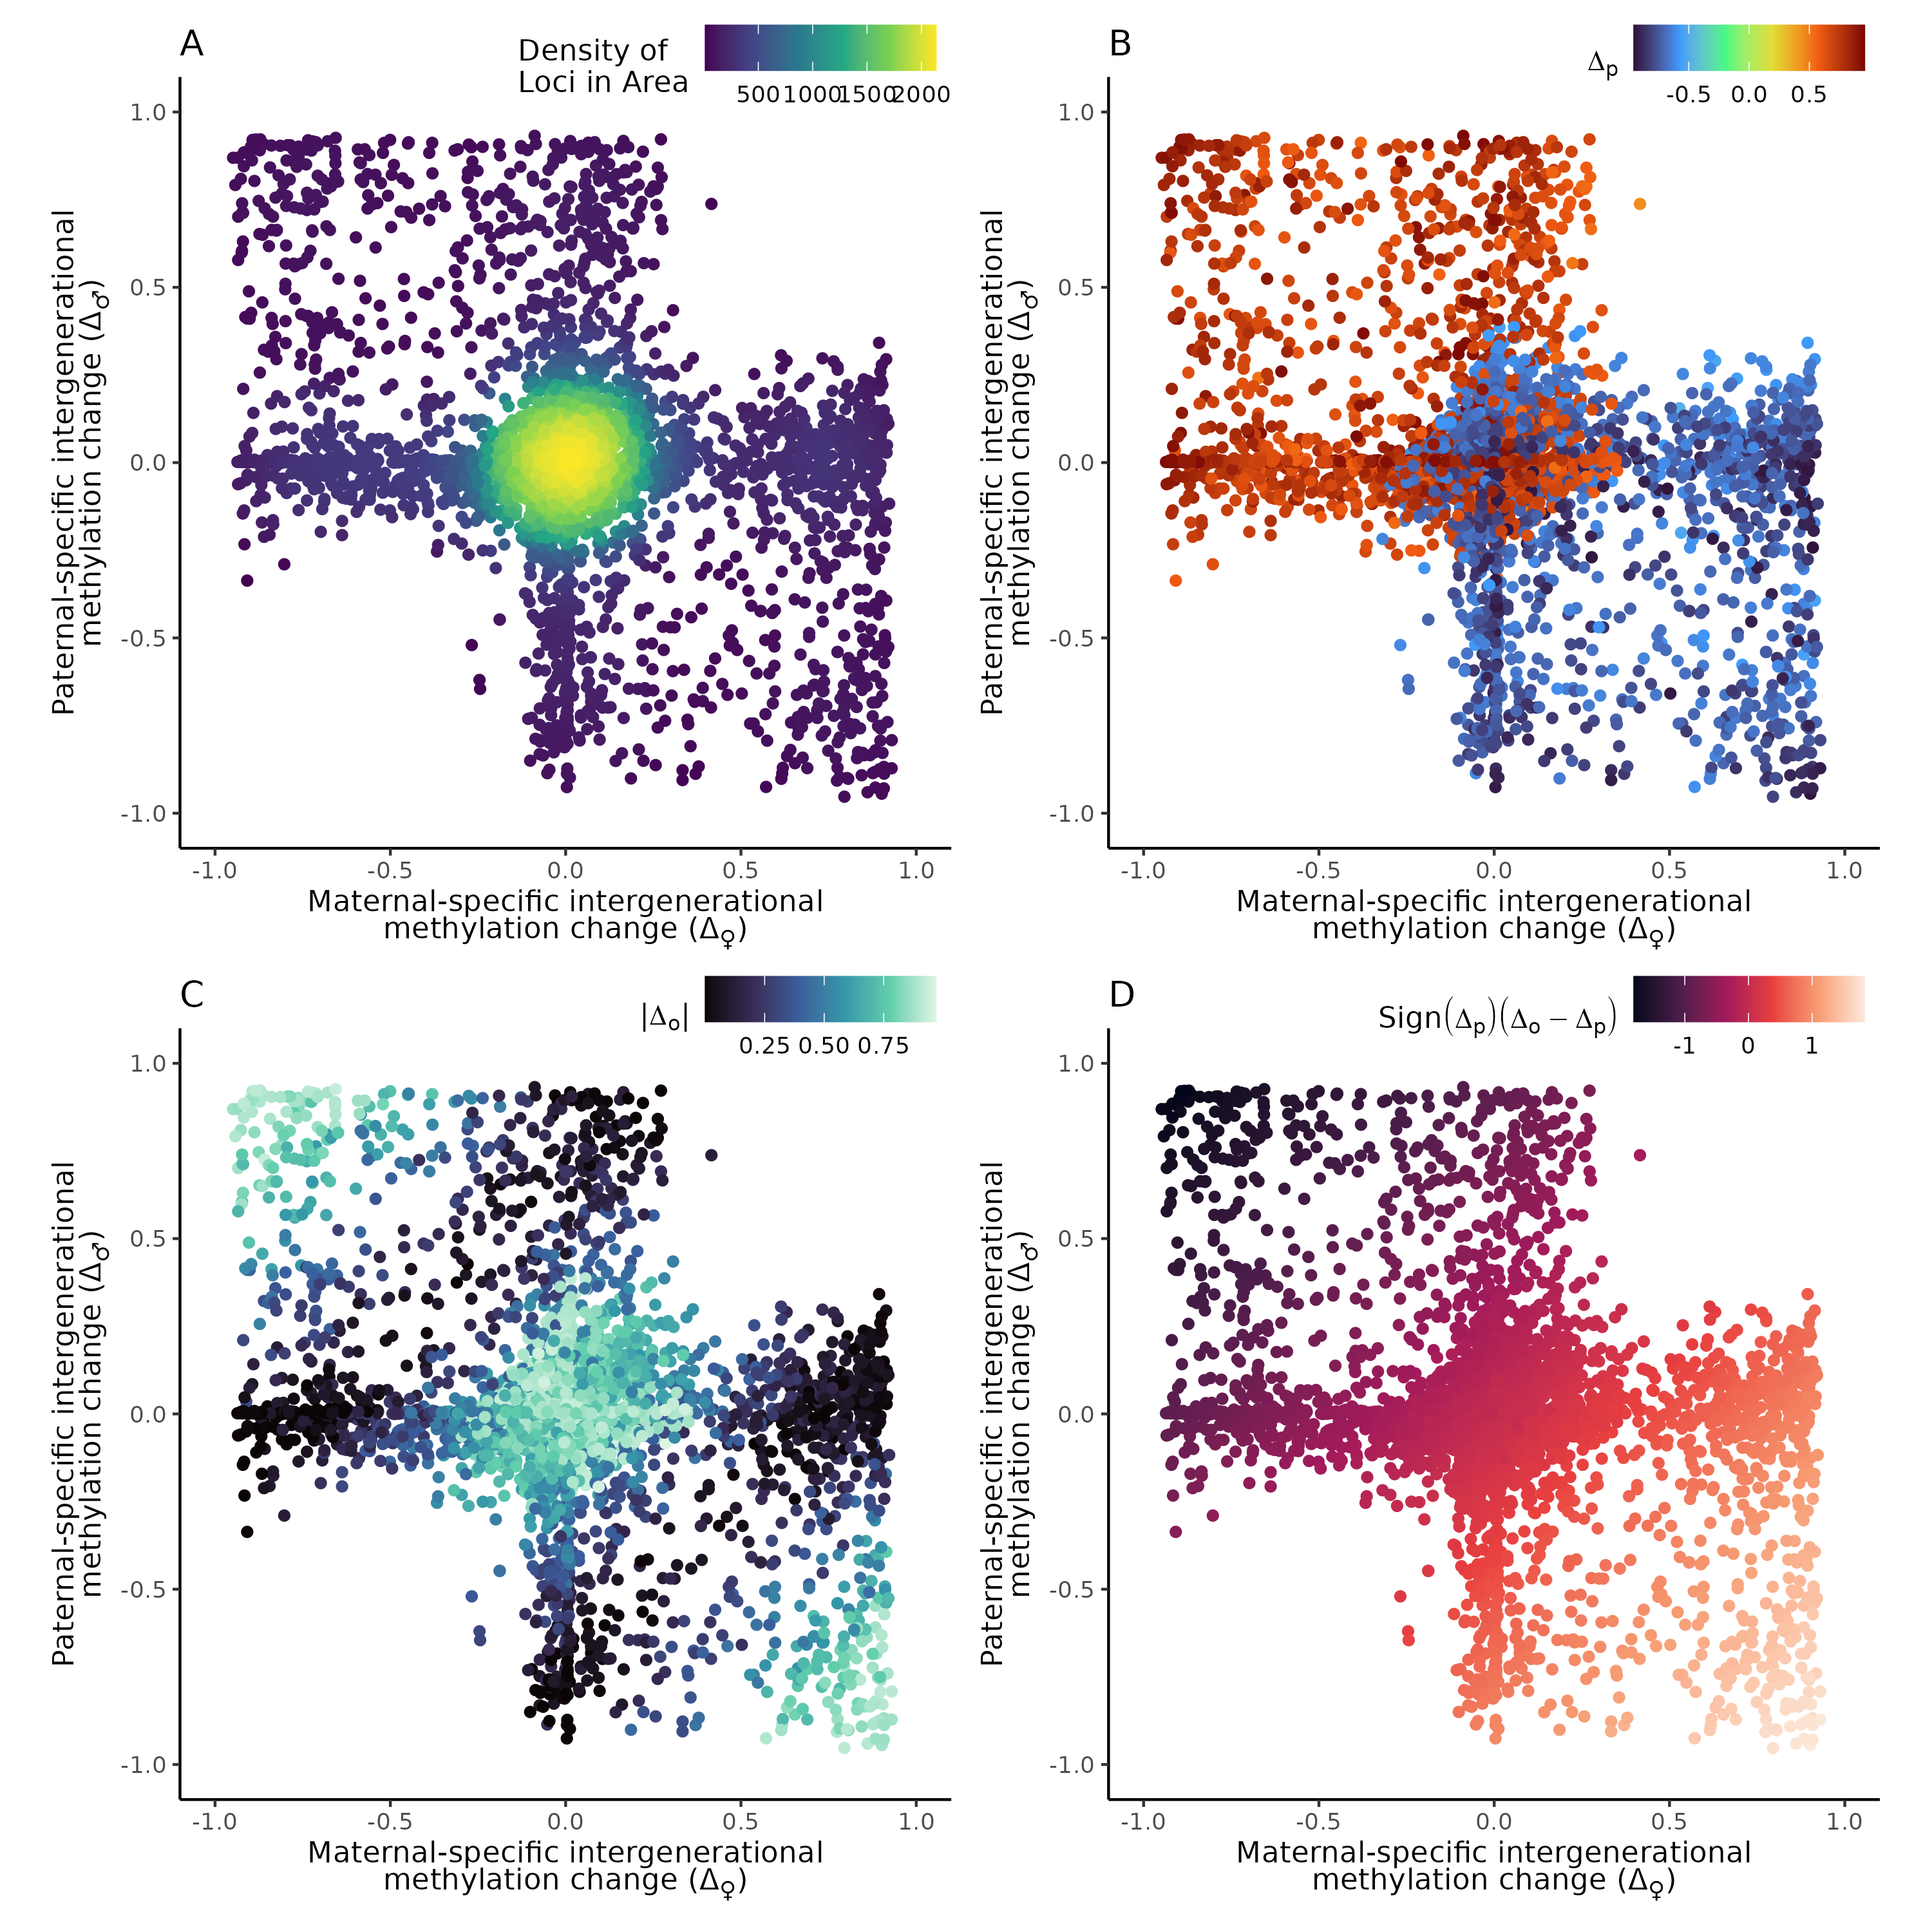 A
Density of
Loci in Area
500 1000 1500 2000
1.0
0.5
0.0
-0.5
-1.0
Paternal-specific intergenerational
methylation change (Δ♂)
-1.0 -0.5 0.0 0.5 1.0
Maternal-specific intergenerational
methylation change (Δ♀)
B
Δp
-0.5 0.0 0.5
1.0
0.5
0.0
-0.5
-1.0
Paternal-specific intergenerational
methylation change (Δ♂)
-1.0 -0.5 0.0 0.5 1.0
Maternal-specific intergenerational
methylation change (Δ♀)
C
|Δo|
0.25 0.50 0.75
1.0
0.5
0.0
-0.5
-1.0
Paternal-specific intergenerational
methylation change (Δ♂)
-1.0 -0.5 0.0 0.5 1.0
Maternal-specific intergenerational
methylation change (Δ♀)
D
Sign(Δp)(Δo − Δp)
-1 0 1
1.0
0.5
0.0
-0.5
-1.0
Paternal-specific intergenerational
methylation change (Δ♂)
-1.0 -0.5 0.0 0.5 1.0
Maternal-specific intergenerational
methylation change (Δ♀)